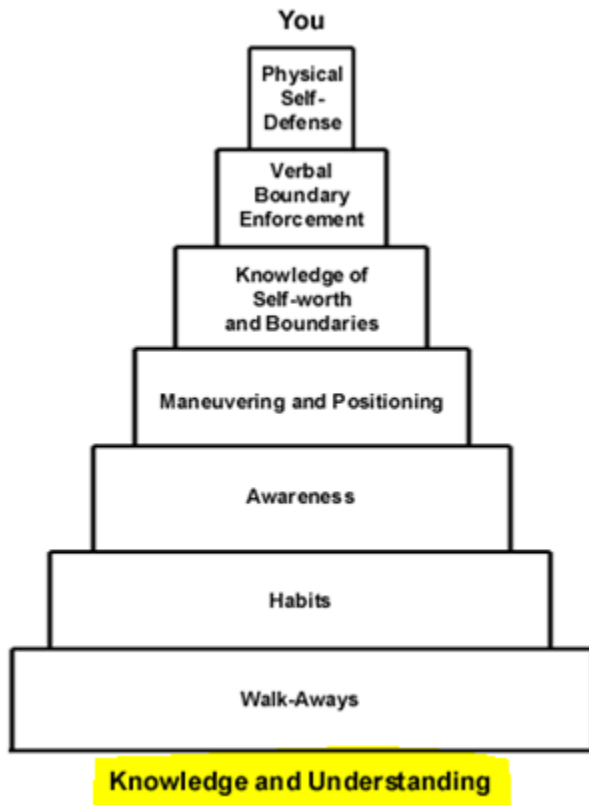 You
Physical
Self-
Defense
Verbal
Boundary
Enforcement
Knowledge of
Self-worth
and Boundaries
Maneuvering and Positioning
Awareness
Habits
Walk-Aways
Knowledge and Understanding